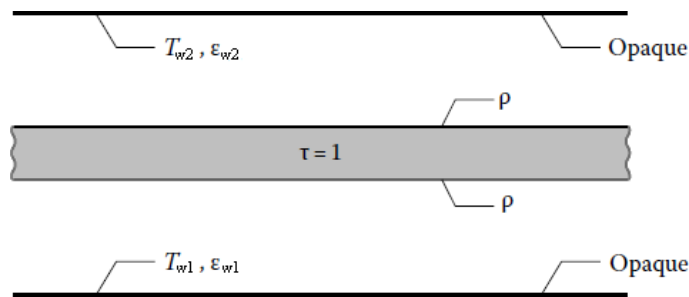 T_w2 , ε_w2
Opaque
ρ
τ = 1
ρ
T_w1 , ε_w1
Opaque